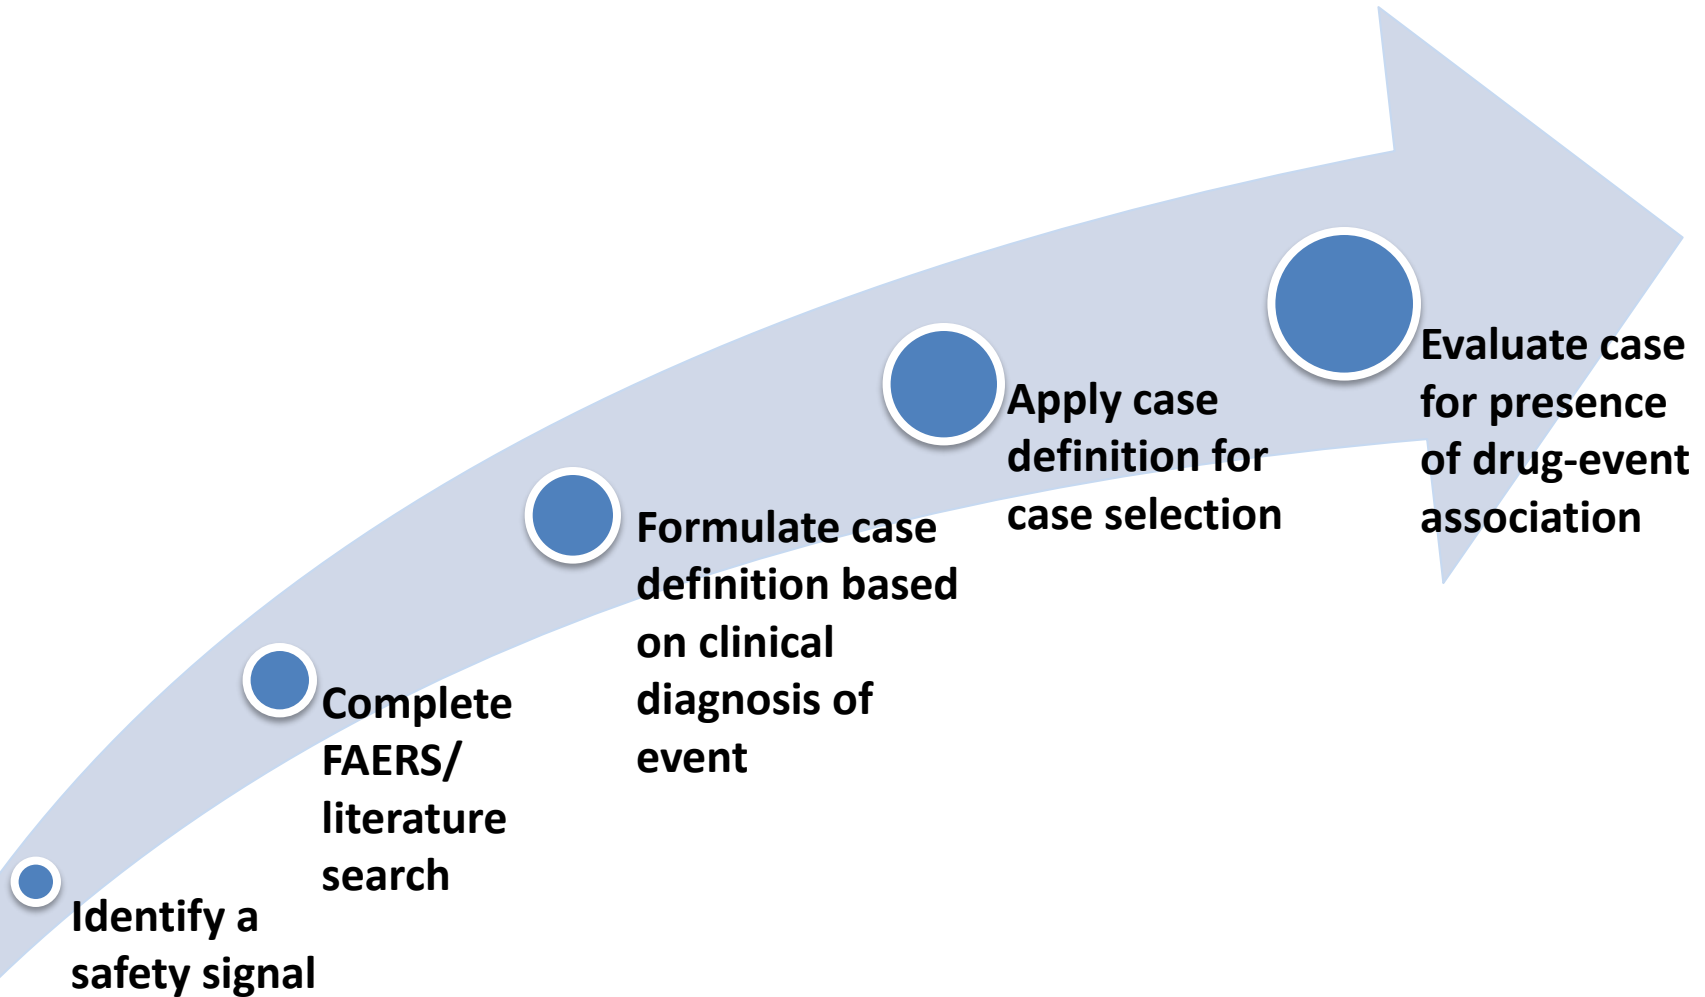 Identify a
safety signal
Complete
FAERS/
literature
search
Formulate case
definition based
on clinical
diagnosis of
event
Apply case
definition for
case selection
Evaluate case
for presence
of drug-event
association